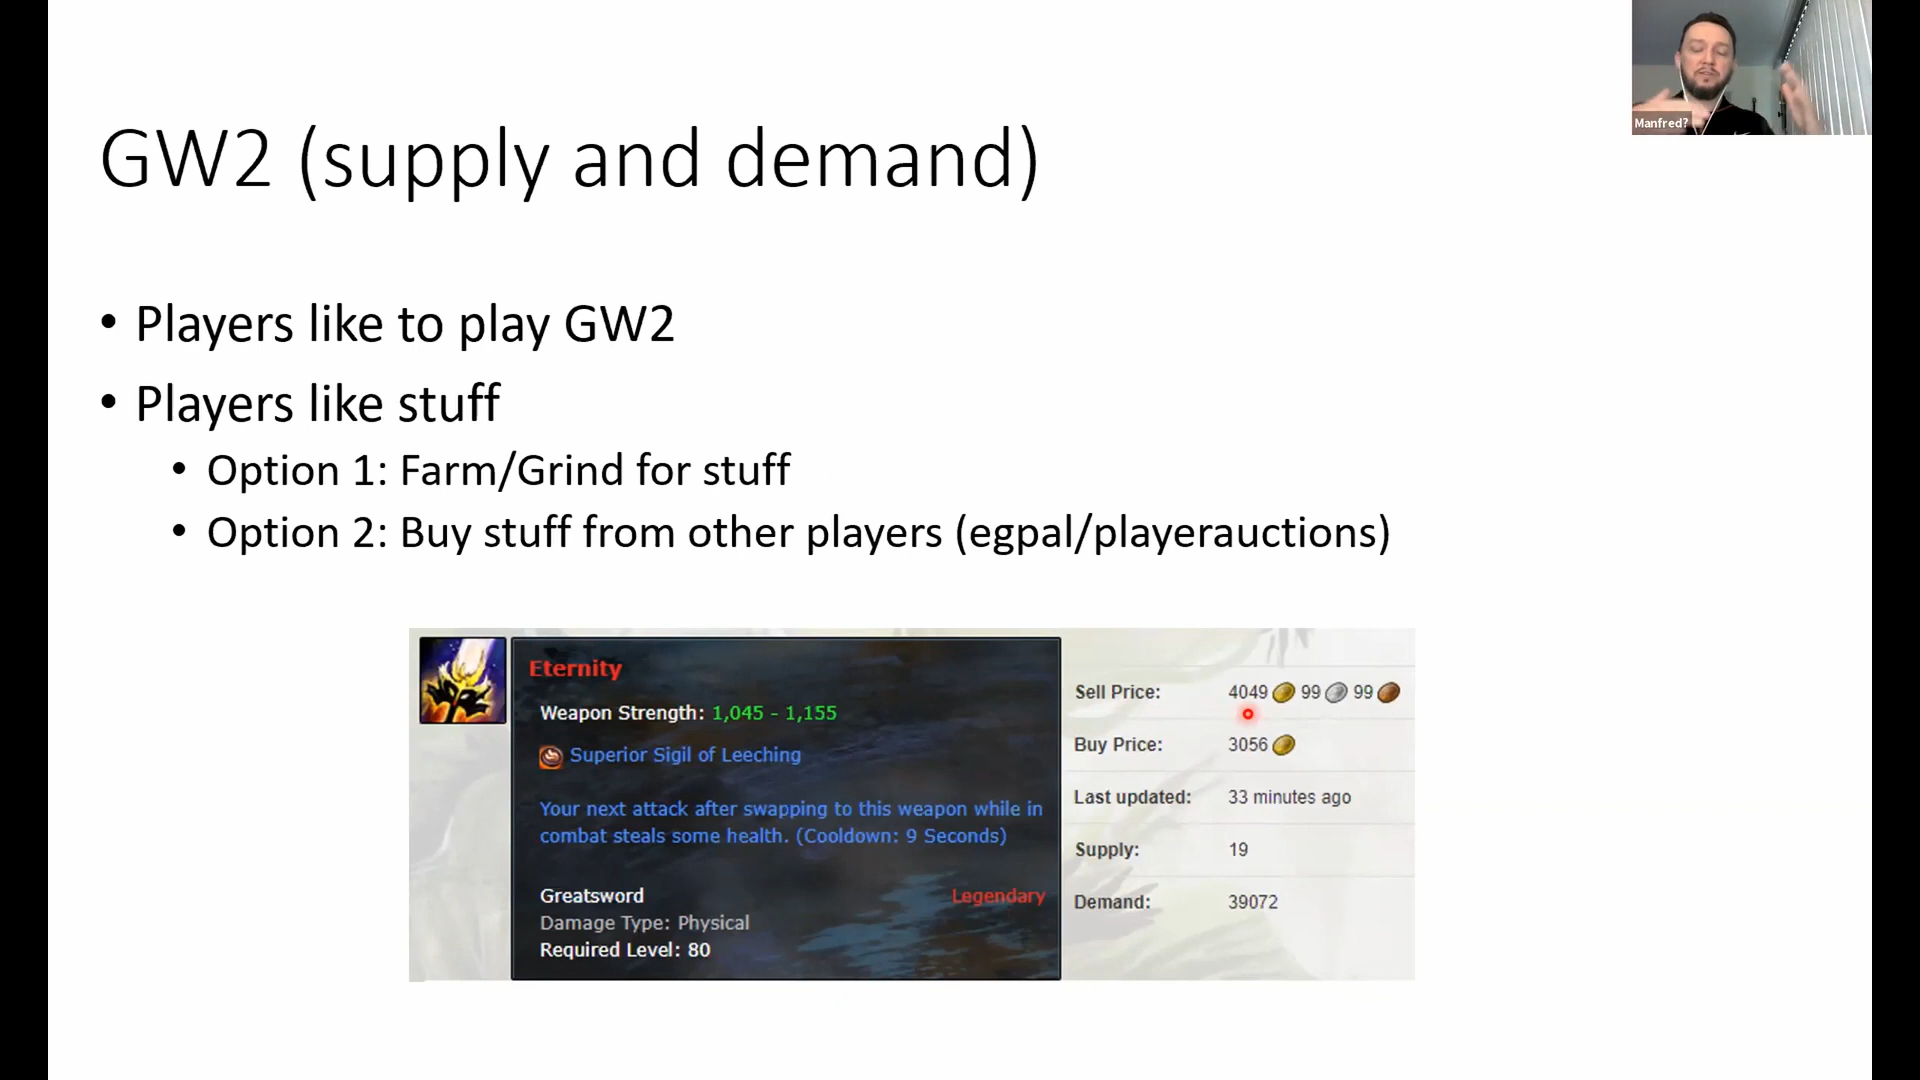 Manfred?
GW2 (supply and demand)
• Players like to play GW2
• Players like stuff
• Option 1: Farm/Grind for stuff
• Option 2: Buy stuff from other players (egpal/playerauctions)
Eternity
Weapon Strength: 1,045 - 1,155
Superior Sigil of Leeching
Your next attack after swapping to this weapon while in
combat steals some health. (Cooldown: 9 Seconds)
Greatsword Legendary
Damage Type: Physical
Required Level: 80
Sell Price: 4049 99 99
Buy Price: 3056
Last updated: 33 minutes ago
Supply: 19
Demand: 39072